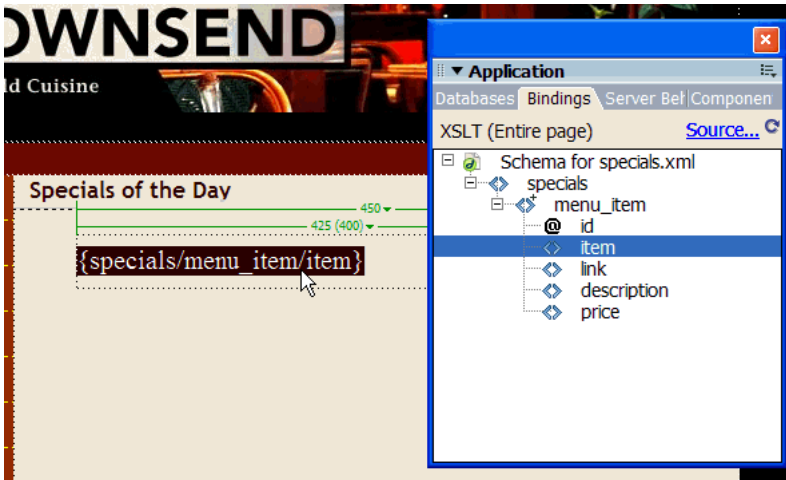 OWNSEND
ld Cuisine
Application
Databases Bindings Server Beh Componen
XSLT (Entire page) Source...
Schema for specials.xml
specials
menu_item
@ id
item
link
description
price
Specials of the Day
450
425 (400)
{specials/menu_item/item}